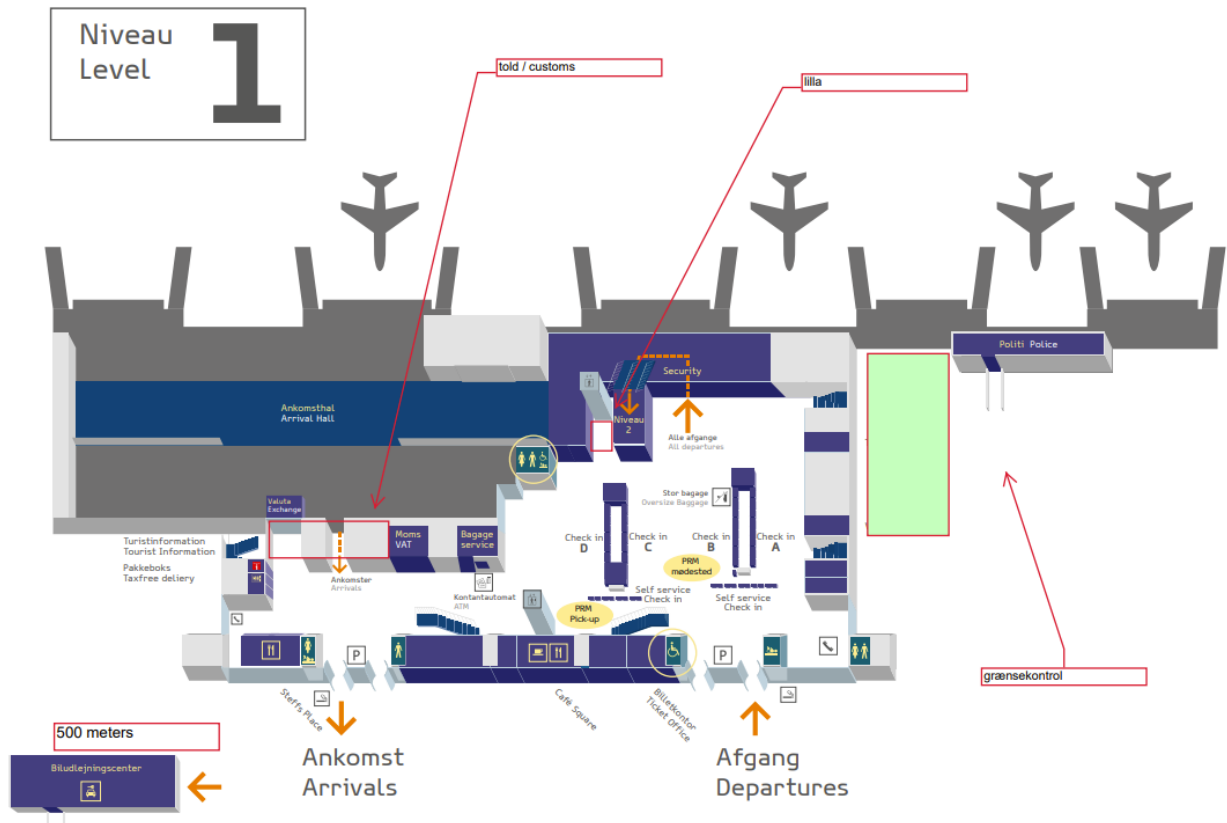 Niveau
Level
1
told / customs
lilla
Politi Police
Security
Ankomsthal
Arrival Hall
Niveau
2
Alle afgange
All departures
Valuta
Exchange
Stor bagage
Oversize Baggage
Turistinformation
Tourist Information
Moms
VAT
Bagage
service
Check in
D
Check in
C
Check in
B
Check in
A
PRM
mødested
Pakkeboks
Taxfree deliery
Ankomster
Arrivals
Kontantautomat
ATM
Self service
Check in
Self service
Check in
PRM
Pick-up
P
P
grænsekontrol
Steffs Place
Café Square
Billetkontor
Ticket Office
500 meters
Biludlejningscenter
Ankomst
Arrivals
Afgang
Departures